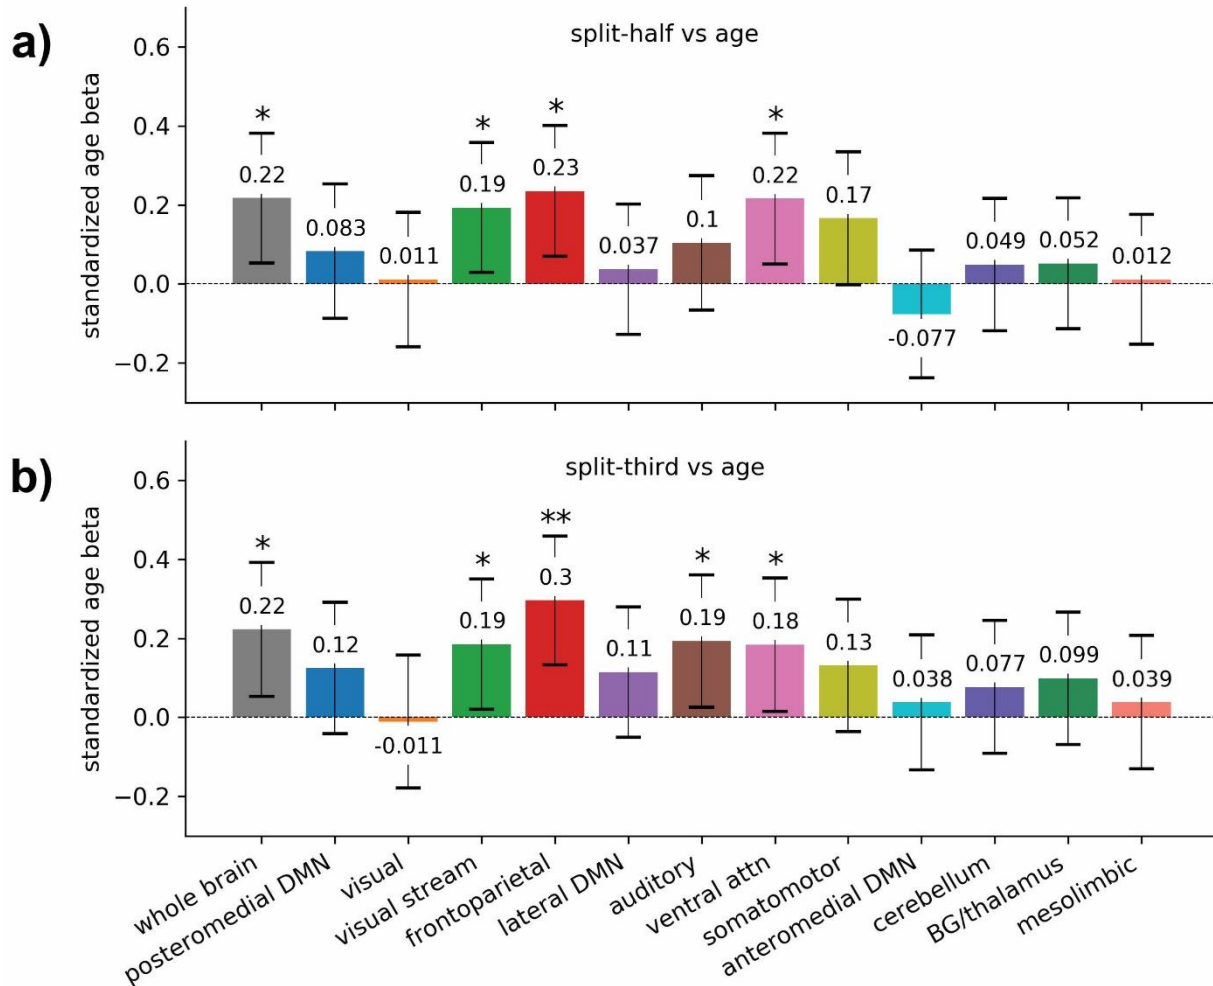 a)
split-half vs age
standardized age beta
0.6
0.4
0.2
0.0
−0.2
* * * *
0.22 0.083 0.011 0.19 0.23 0.037 0.1 0.22 0.17 -0.077 0.049 0.052 0.012
b)
split-third vs age
standardized age beta
0.6
0.4
0.2
0.0
−0.2
* * ** * *
0.22 0.12 -0.011 0.19 0.3 0.11 0.19 0.18 0.13 0.038 0.077 0.099 0.039
whole brain
posteromedial DMN
visual
visual stream
frontoparietal
lateral DMN
auditory
ventral attn
somatomotor
anteromedial DMN
cerebellum
BG/thalamus
mesolimbic